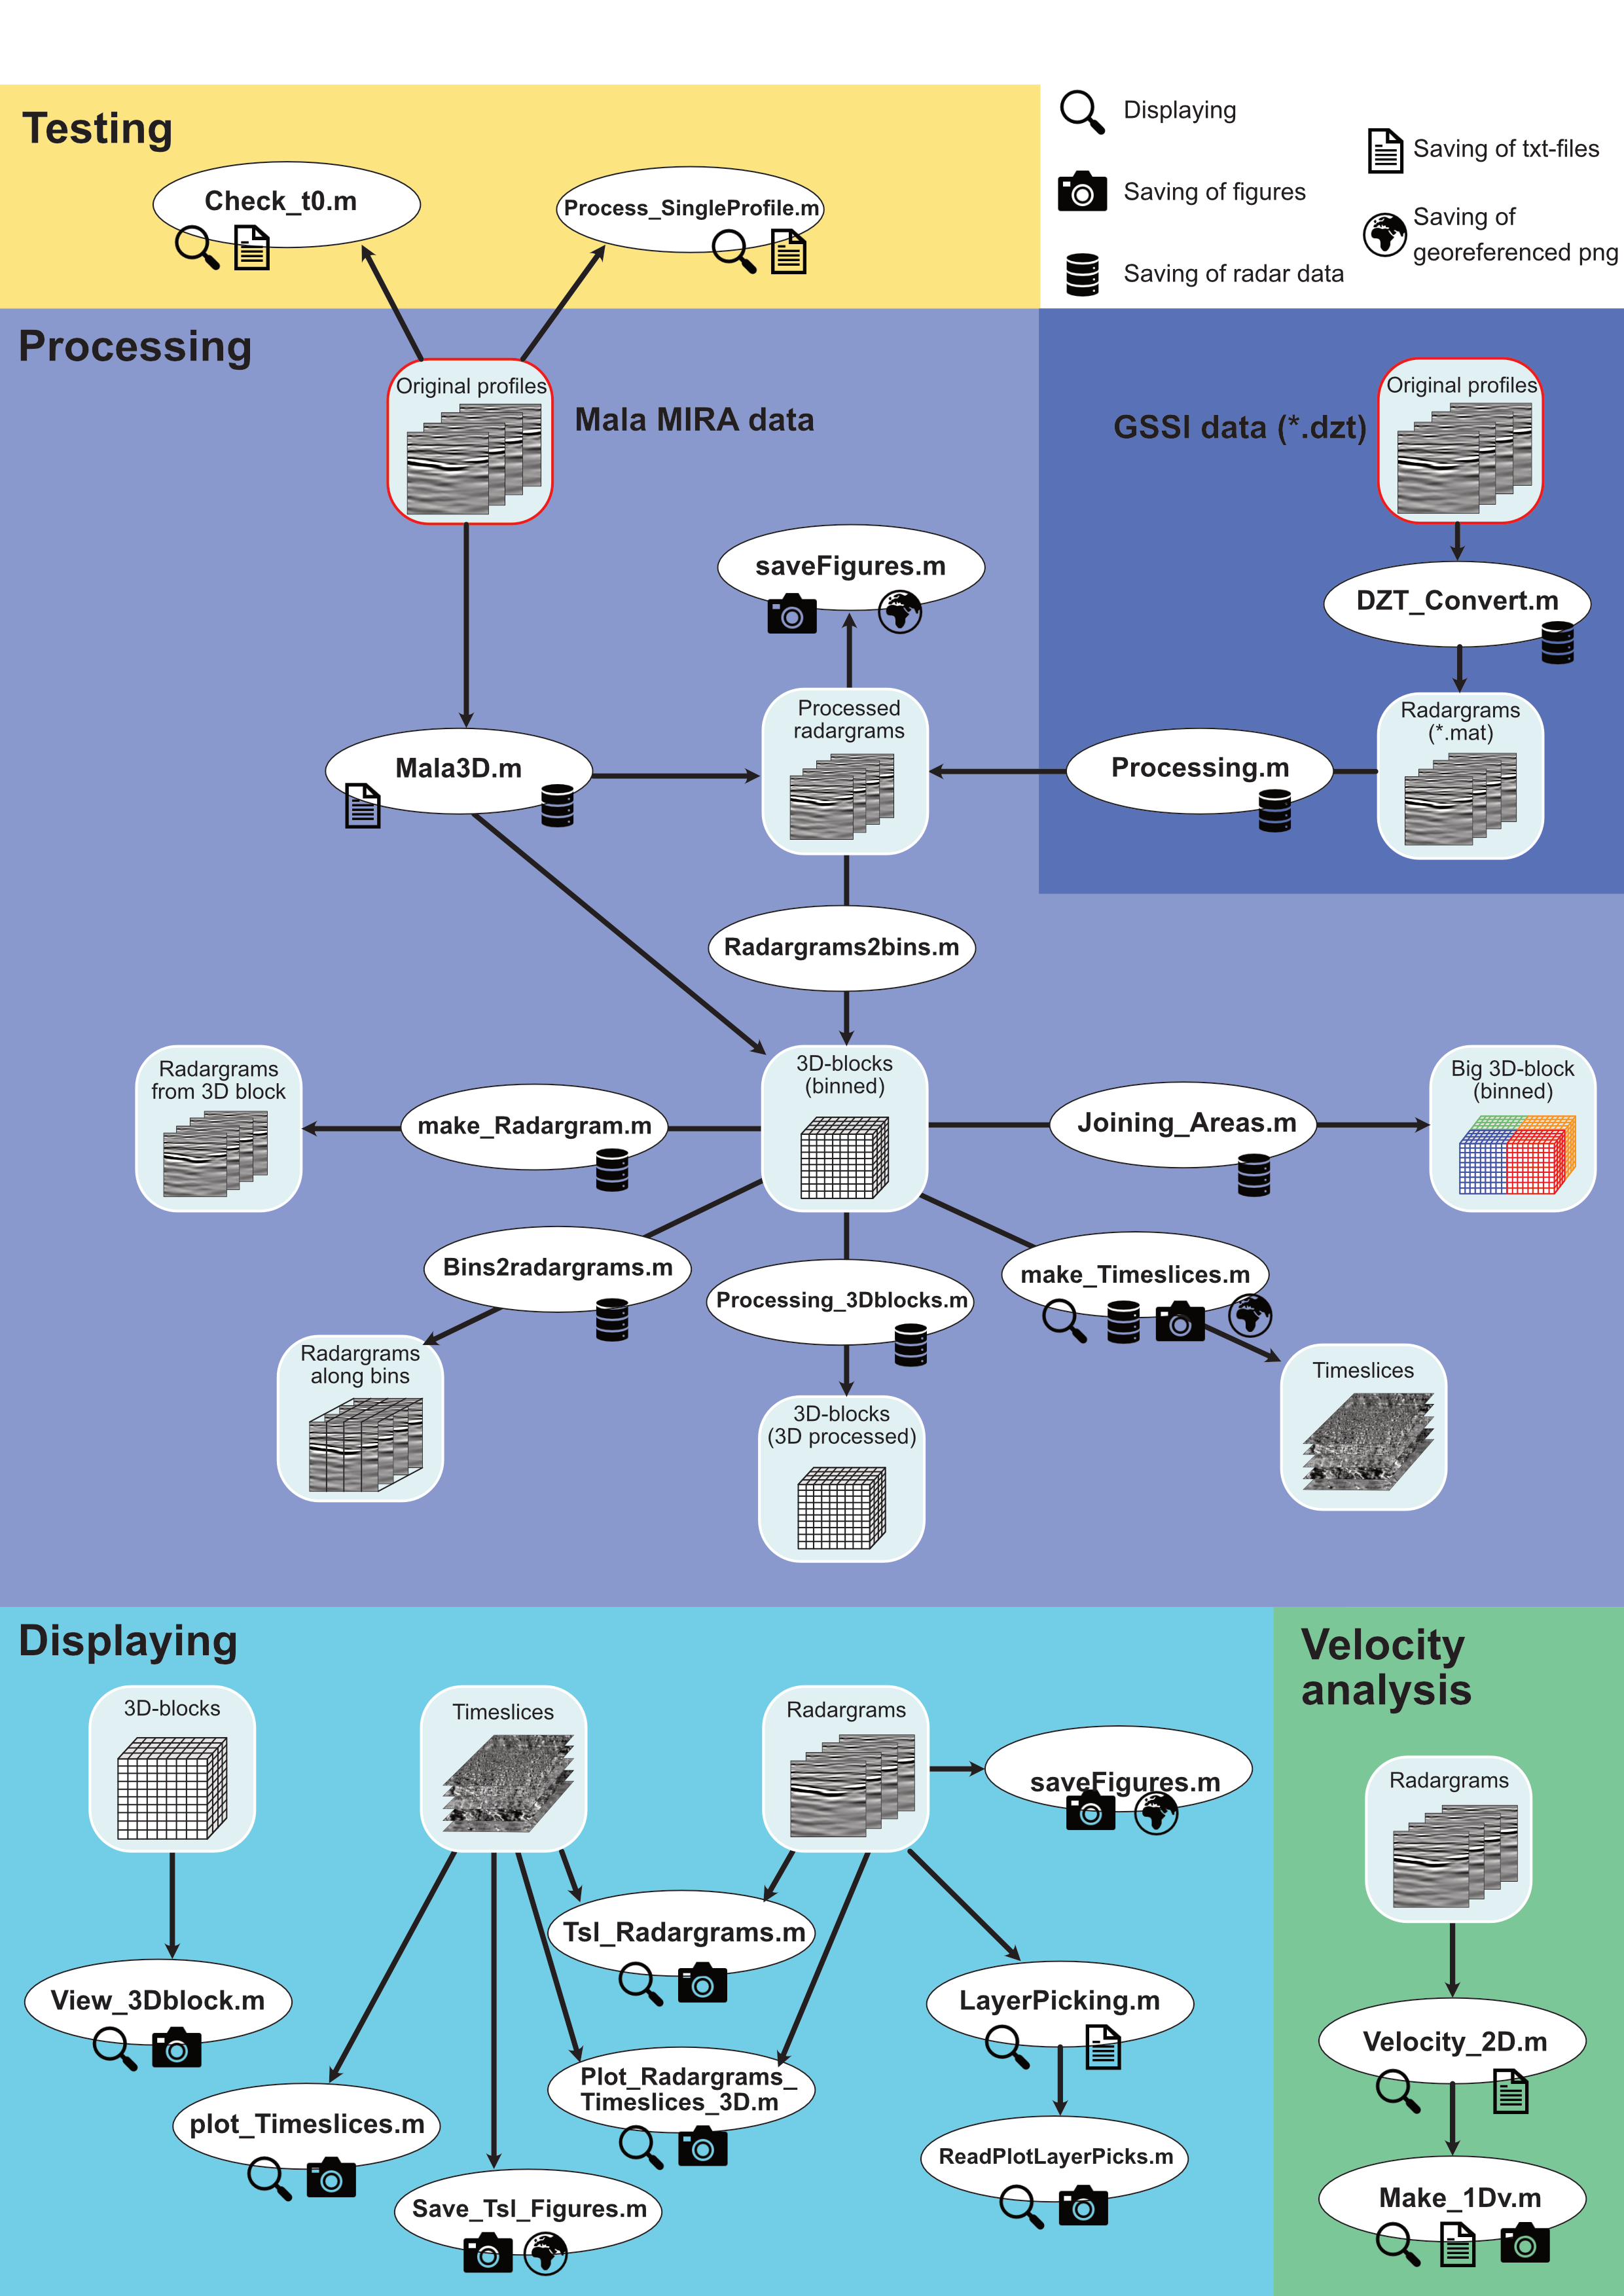 Testing
Check_t0.m
Process_SingleProfile.m
Displaying
Saving of figures
Saving of radar data
Saving of txt-files
Saving of
georeferenced png
Processing
Original profiles
Mala MIRA data
GSSI data (*.dzt)
Original profiles
saveFigures.m
DZT_Convert.m
Processed
radargrams
Radargrams
(*.mat)
Mala3D.m
Processing.m
Radargrams2bins.m
Radargrams
from 3D block
make_Radargram.m
3D-blocks
(binned)
Joining_Areas.m
Big 3D-block
(binned)
Bins2radargrams.m
Processing_3Dblocks.m
make_Timeslices.m
Radargrams
along bins
3D-blocks
(3D processed)
Timeslices
Displaying
3D-blocks
Timeslices
Radargrams
saveFigures.m
Tsl_Radargrams.m
View_3Dblock.m
LayerPicking.m
Plot_Radargrams_
Timeslices_3D.m
plot_Timeslices.m
ReadPlotLayerPicks.m
Save_Tsl_Figures.m
Velocity
analysis
Radargrams
Velocity_2D.m
Make_1Dv.m